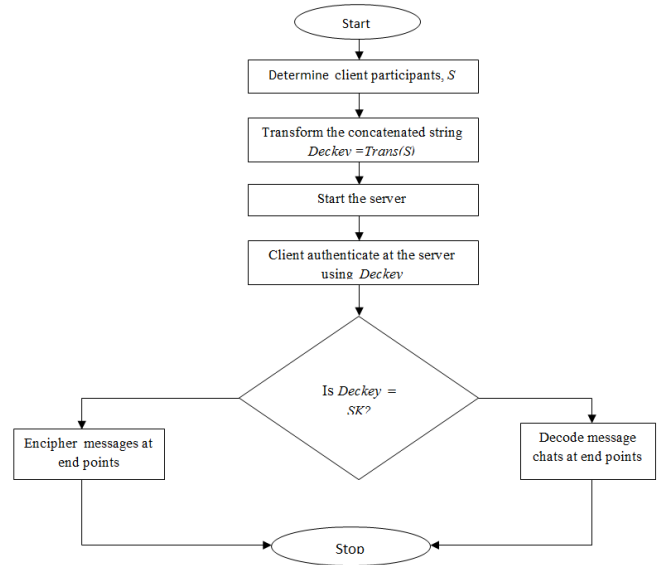 Start
Determine client participants, S
Transform the concatenated string
Deckey =Trans(S)
Start the server
Client authenticate at the server
using Deckey
Is Deckey =
SK?
Encipher messages at
end points
Decode message
chats at end points
Stop